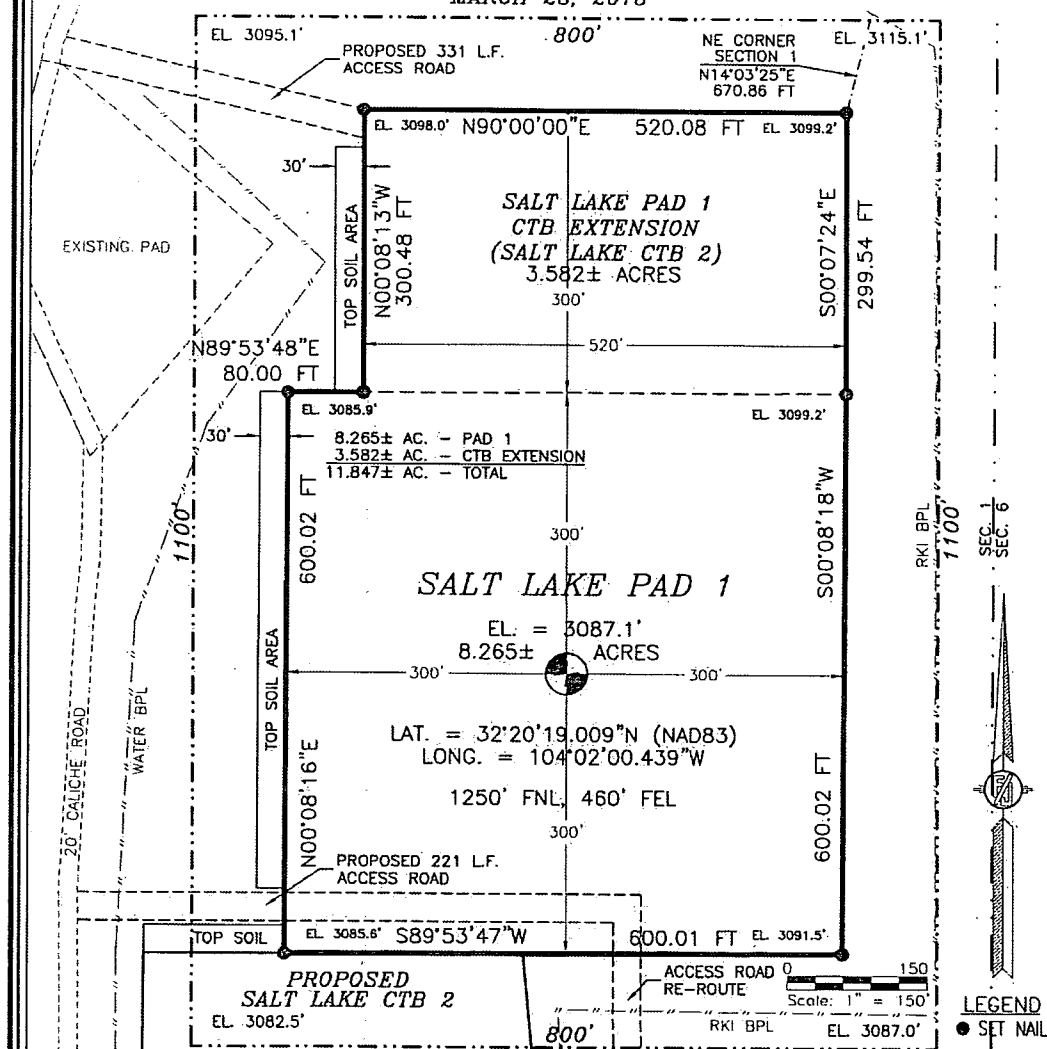 EL. 3095.1'
800'
PROPOSED 331 L.F.
ACCESS ROAD
NE CORNER
SECTION 1
N14°03'25"E
670.86 FT
EL. 3115.1'
EL. 3098.0'
N90°00'00"E
520.08 FT
EL. 3099.2'
30'
TOP SOIL AREA
N00°08'13"W
300.48 FT
SALT LAKE PAD 1
CTB EXTENSION
(SALT LAKE CTB 2)
3.582± ACRES
300'
S00°07'24"E
299.54 FT
EXISTING PAD
520'
N89°53'48"E
80.00 FT
EL. 3085.9'
EL. 3099.2'
30'
8.265± AC. - PAD 1
3.582± AC. - CTB EXTENSION
11.847± AC. - TOTAL
1100'
600.02 FT
300'
S00°08'18"W
RKI BPL
1100'
SEC. 1
SEC. 6
SALT LAKE PAD 1
EL. = 3087.1'
8.265± ACRES
300'
300'
TOP SOIL AREA
WATER BPL
20' CALICHE ROAD
LAT. = 32°20'19.009"N (NAD83)
LONG. = 104°02'00.439"W
1250' FNL, 460' FEL
300'
N00°08'16"E
600.02 FT
PROPOSED 221 L.F.
ACCESS ROAD
TOP SOIL
EL. 3085.6'
S89°53'47"W
600.01 FT
EL. 3091.5'
PROPOSED
SALT LAKE CTB 2
EL. 3082.5'
ACCESS ROAD
RE-ROUTE
0 150
Scale: 1" = 150'
RKI BPL
800'
EL. 3087.0'
LEGEND
SET NAIL